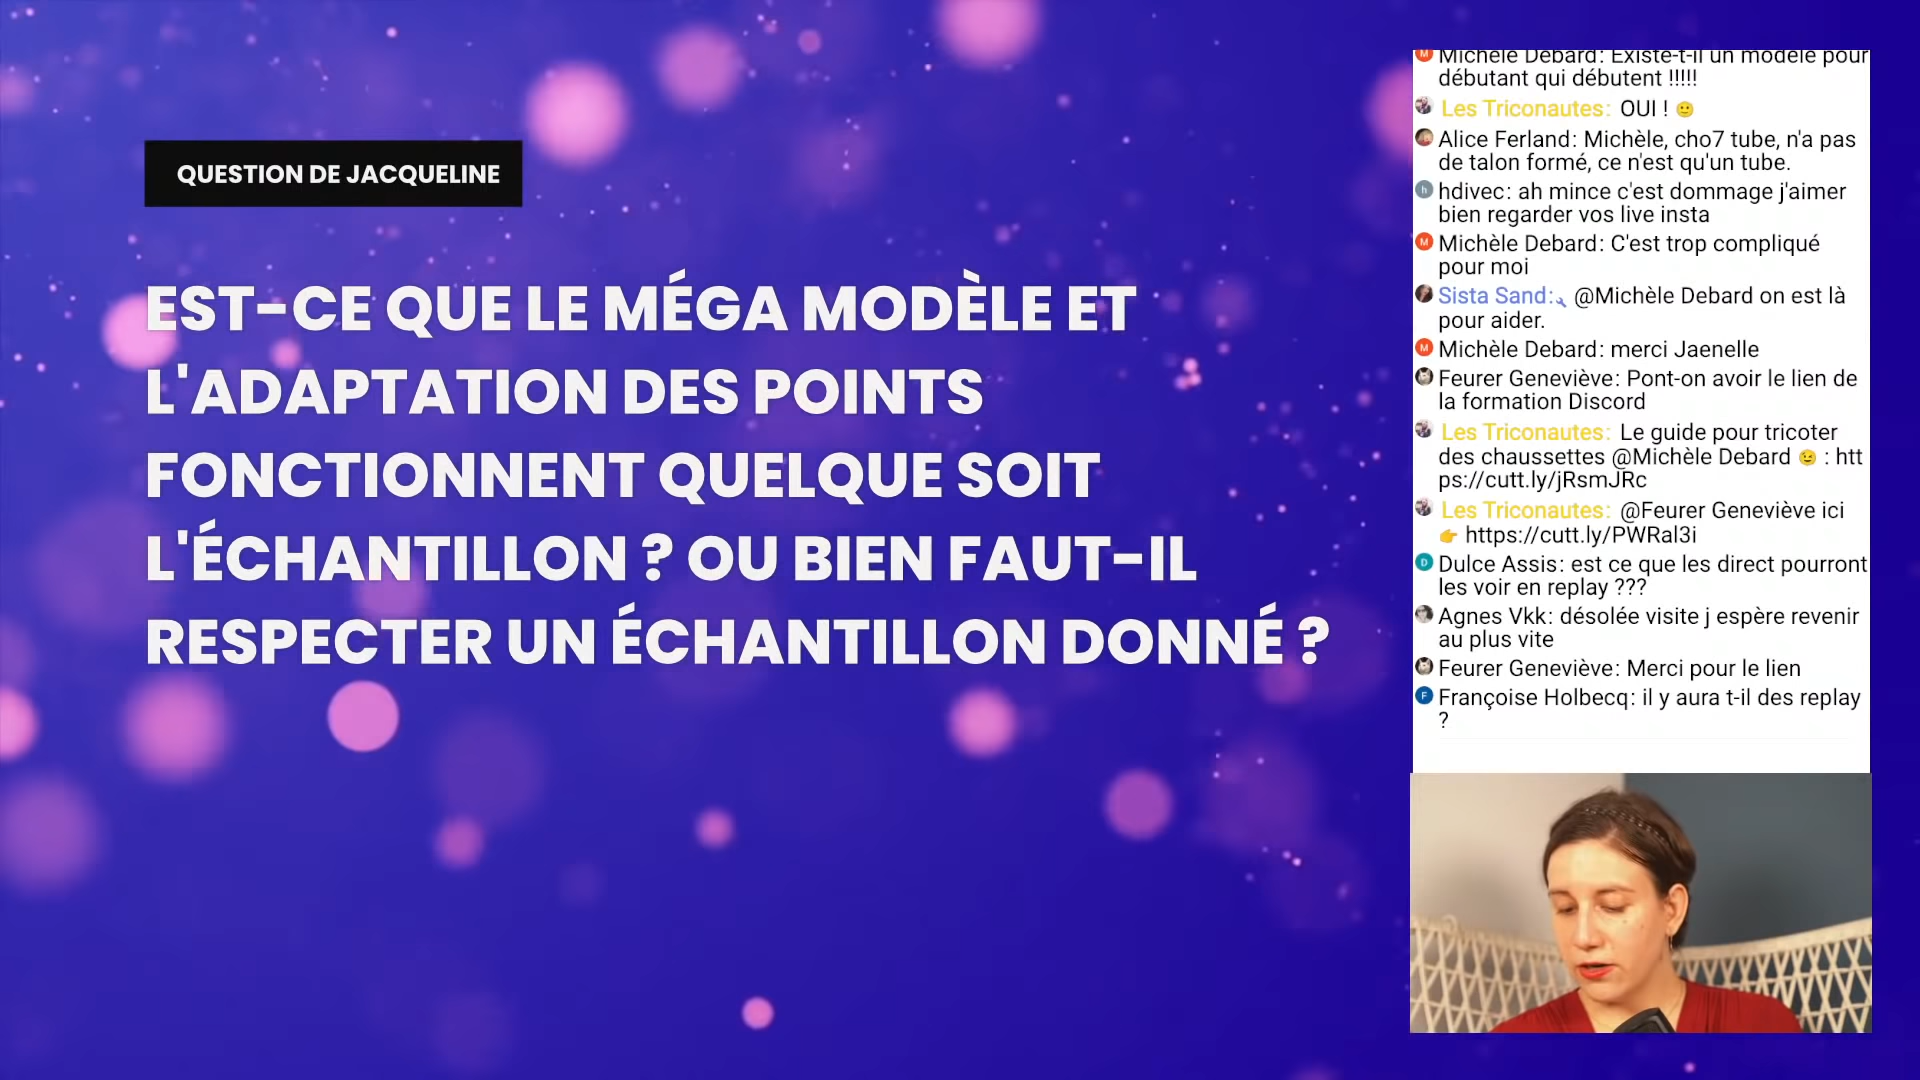 QUESTION DE JACQUELINE
EST-CE QUE LE MÉGA MODÈLE ET
L'ADAPTATION DES POINTS
FONCTIONNENT QUELQUE SOIT
L'ÉCHANTILLON ? OU BIEN FAUT-IL
RESPECTER UN ÉCHANTILLON DONNÉ ?
Michèle Debard: Existe-t-il un modèle pour
débutant qui débutent !!!!!
Les Triconautes: OUI ! 🙂
Alice Ferland: Michèle, cho7 tube, n'a pas
de talon formé, ce n'est qu'un tube.
h
hdivec: ah mince c'est dommage j'aimer
bien regarder vos live insta
M
Michèle Debard: C'est trop compliqué
pour moi
Sista Sand:🔧 @Michèle Debard on est là
pour aider.
M
Michèle Debard: merci Jaenelle
Feurer Geneviève: Pont-on avoir le lien de
la formation Discord
Les Triconautes: Le guide pour tricoter
des chaussettes @Michèle Debard 😉 : htt
ps://cutt.ly/jRsmJRc
Les Triconautes: @Feurer Geneviève ici
👉 https://cutt.ly/PWRal3i
D
Dulce Assis: est ce que les direct pourront
les voir en replay ???
Agnes Vkk: désolée visite j espère revenir
au plus vite
Feurer Geneviève: Merci pour le lien
F
Françoise Holbecq: il y aura t-il des replay
?